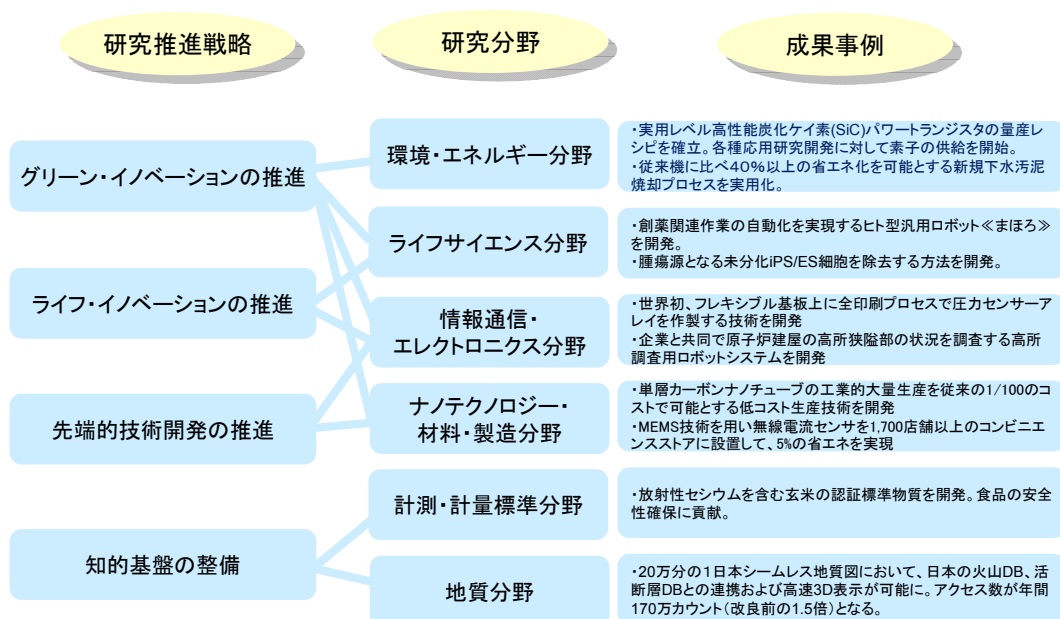 研究推進戦略
研究分野
成果事例
グリーン・イノベーションの推進
ライフ・イノベーションの推進
先端的技術開発の推進
知的基盤の整備
環境・エネルギー分野
・実用レベル高性能炭化ケイ素(SiC)パワートランジスタの量産レ
シピを確立。各種応用研究開発に対して素子の供給を開始。
・従来機に比べ40%以上の省エネ化を可能とする新規下水汚泥
焼却プロセスを実用化。
ライフサイエンス分野
・創薬関連作業の自動化を実現するヒト型汎用ロボット≪まほろ≫
を開発。
・腫瘍源となる未分化iPS/ES細胞を除去する方法を開発。
情報通信・
エレクトロニクス分野
・世界初、フレキシブル基板上に全印刷プロセスで圧力センサーア
レイを作製する技術を開発
・企業と共同で原子炉建屋の高所狭隘部の状況を調査する高所
調査用ロボットシステムを開発
ナノテクノロジー・
材料・製造分野
・単層カーボンナノチューブの工業的大量生産を従来の1/100のコ
ストで可能とする低コスト生産技術を開発
・MEMS技術を用い無線電流センサを1,700店舗以上のコンビニエ
ンスストアに設置して、5%の省エネを実現
計測・計量標準分野
・放射性セシウムを含む玄米の認証標準物質を開発。食品の安全
性確保に貢献。
地質分野
・20万分の1日本シームレス地質図において、日本の火山DB、活
断層DBとの連携および高速3D表示が可能に。アクセス数が年間
170万カウント(改良前の1.5倍)となる。